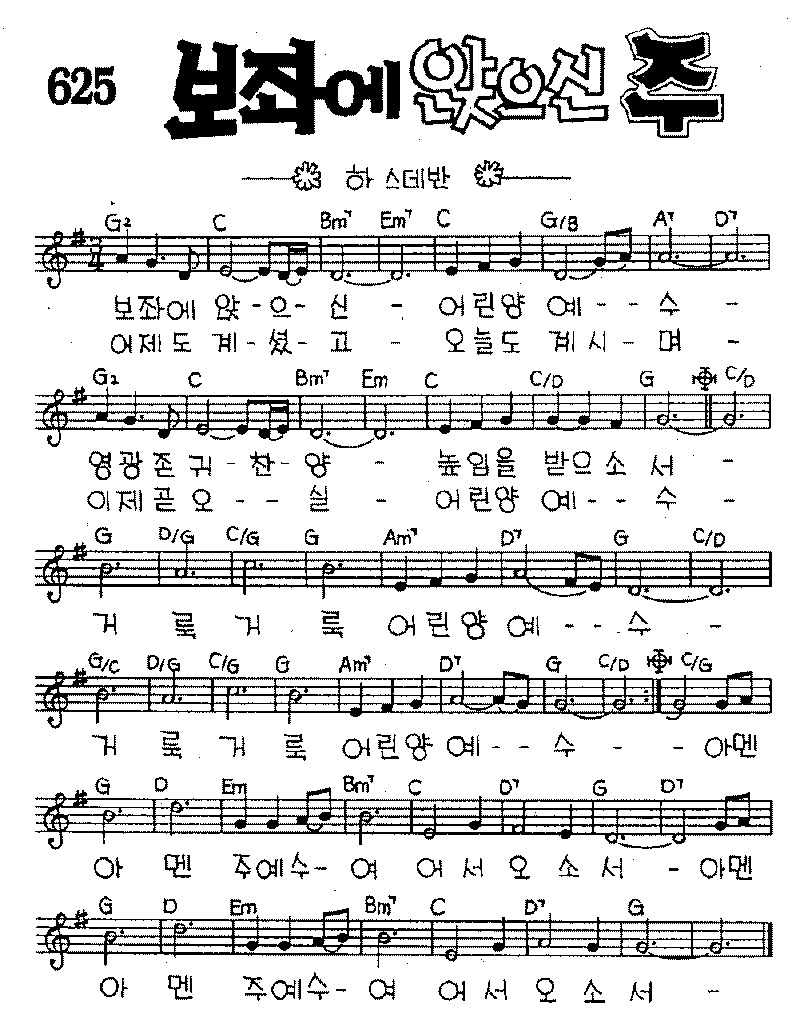 625 보좌에 앉으신 주
하 스데반
G2 C Bm7 Em7 C G/B A7 D7
3/4
보좌에 앉 - 으 - 신 - 어린양 예 - - 수 -
어제도 계 - 셨 - 고 - 오늘도 계시 - 며 -
G2 C Bm7 Em C C/D G C/D
영광존귀 - 찬 - 양 - 높임을 받으소서 -
이제곧오 - - 실 - 어린양 예 - - 수 -
G D/G C/G G Am7 D7 G C/D
거 룩 거 룩 어린양 예 - - 수 -
G/C D/G C/G G Am7 D7 G C/D C/G
거 룩 거 룩 어린양 예 - - 수 - - 아멘
G D Em Bm7 C D7 G D7
아 멘 주예수 - 여 어서오소서 - 아멘
G D Em Bm7 C D7 G
아 멘 주예수 - 여 어서오소서 -